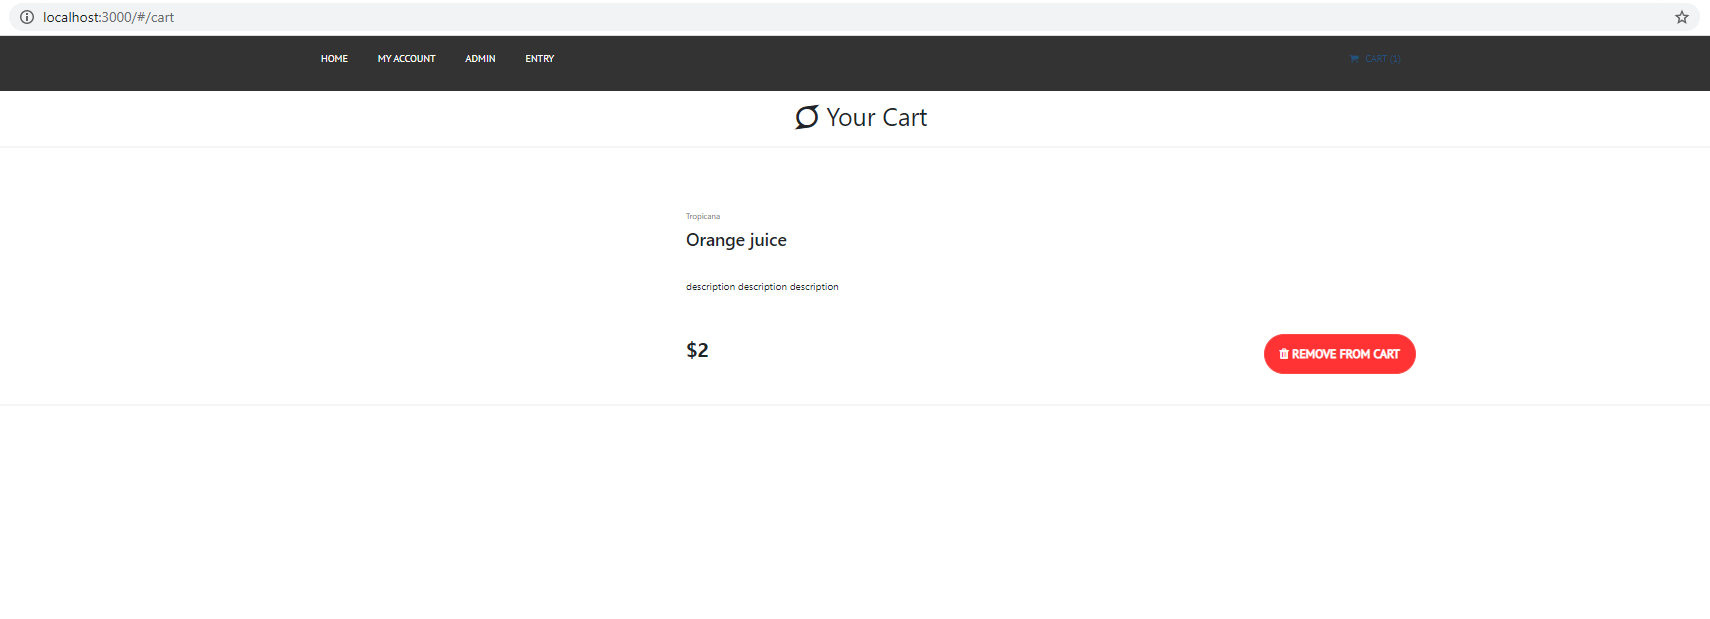 localhost:3000/#/cart
HOME MY ACCOUNT ADMIN ENTRY CART (1)
Your Cart
Tropicana
Orange juice
description description description
$2
REMOVE FROM CART